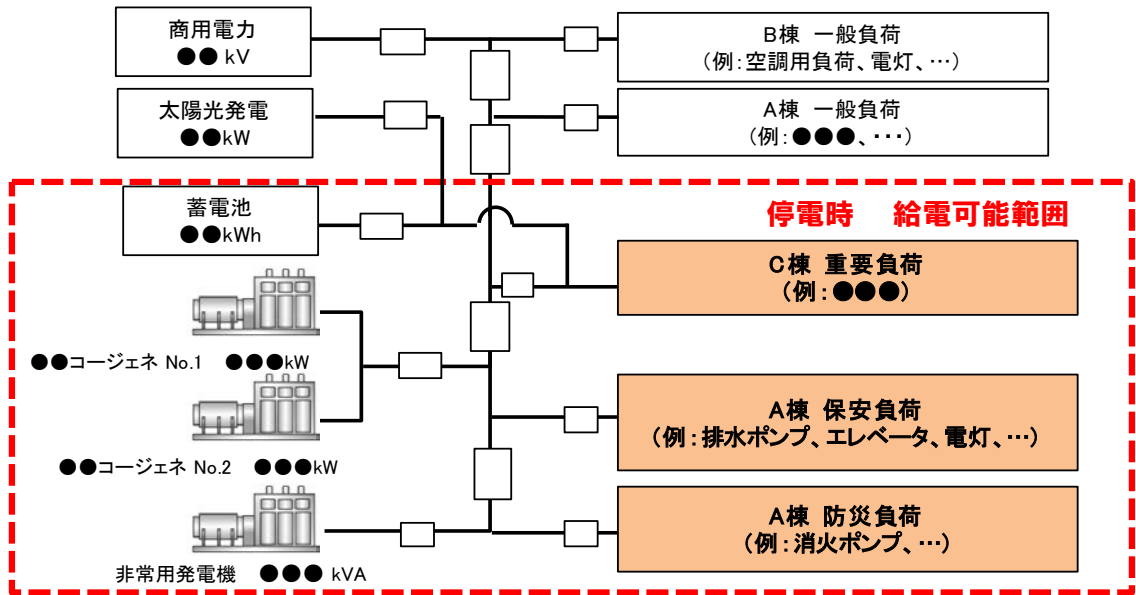 商用電力
●● kV
B棟 一般負荷
(例:空調用負荷、電灯、…)
太陽光発電
●●kW
A棟 一般負荷
(例:●●●、・・・)
停電時 給電可能範囲
蓄電池
●●kWh
C棟 重要負荷
(例:●●●)
●●コージェネ No.1 ●●●kW
A棟 保安負荷
(例:排水ポンプ、エレベータ、電灯、…)
●●コージェネ No.2 ●●●kW
A棟 防災負荷
(例:消火ポンプ、…)
非常用発電機 ●●● kVA